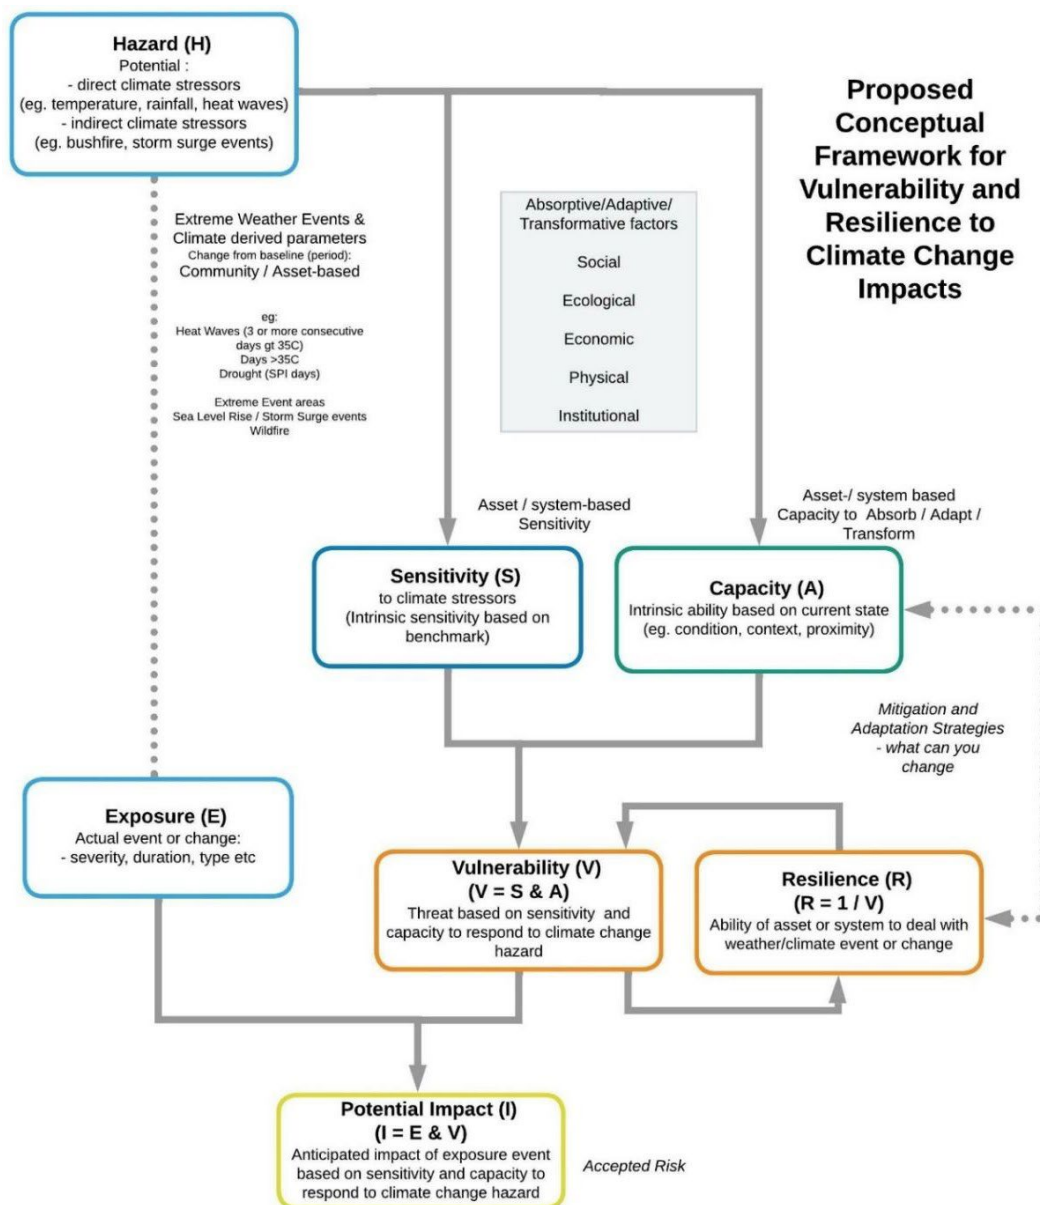 Hazard (H)
Potential :
- direct climate stressors
(eg. temperature, rainfall, heat waves)
- indirect climate stressors
(eg. bushfire, storm surge events)
Proposed
Conceptual
Framework for
Vulnerability and
Resilience to
Climate Change
Impacts
Extreme Weather Events &
Climate derived parameters
Change from baseline (period):
Community / Asset-based
eg:
Heat Waves (3 or more consecutive
days gt 35C)
Days >35C
Drought (SPI days)
Extreme Event areas
Sea Level Rise / Storm Surge events
Wildfire
Absorptive/Adaptive/
Transformative factors
Social
Ecological
Economic
Physical
Institutional
Asset / system-based
Sensitivity
Asset-/ system based
Capacity to Absorb / Adapt /
Transform
Sensitivity (S)
to climate stressors
(Intrinsic sensitivity based on
benchmark)
Capacity (A)
Intrinsic ability based on current state
(eg. condition, context, proximity)
Mitigation and
Adaptation Strategies
- what can you
change
Exposure (E)
Actual event or change:
- severity, duration, type etc
Vulnerability (V)
(V = S & A)
Threat based on sensitivity and
capacity to respond to climate change
hazard
Resilience (R)
(R = 1 / V)
Ability of asset or system to deal with
weather/climate event or change
Potential Impact (I)
(I = E & V)
Anticipated impact of exposure event
based on sensitivity and capacity to
respond to climate change hazard
Accepted Risk